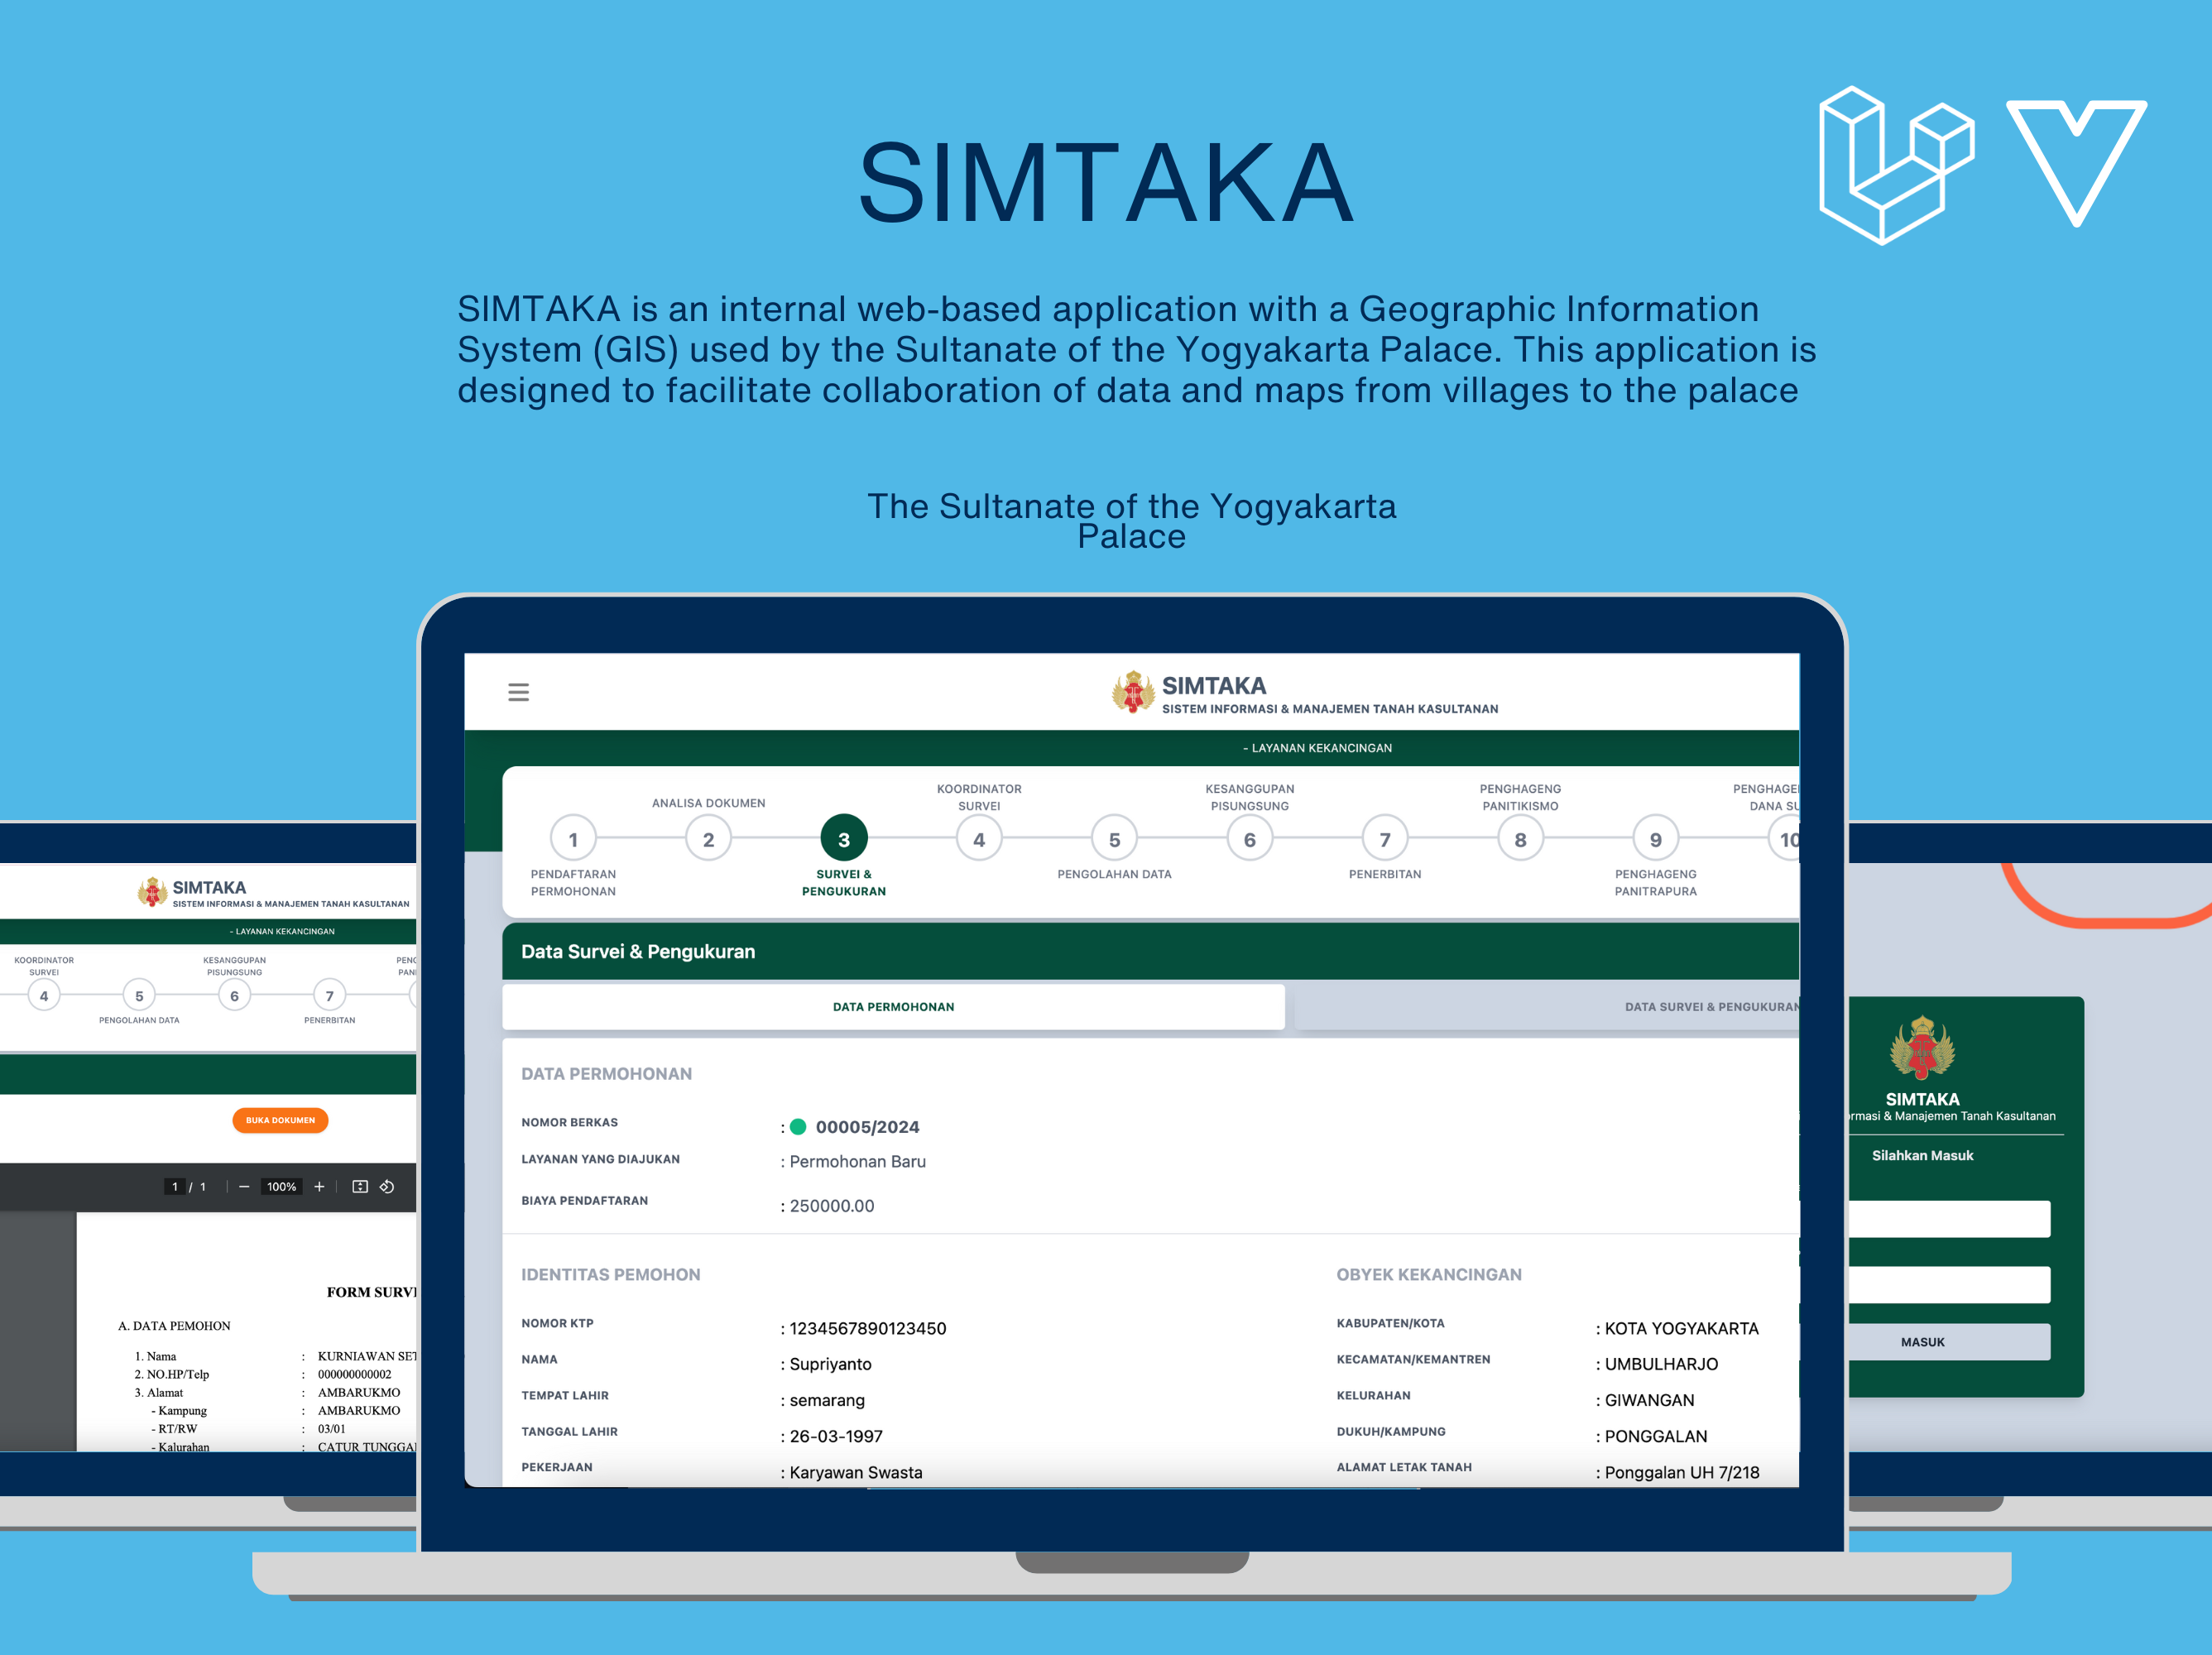 SIMTAKA
SIMTAKA is an internal web-based application with a Geographic Information
System (GIS) used by the Sultanate of the Yogyakarta Palace. This application is
designed to facilitate collaboration of data and maps from villages to the palace
The Sultanate of the Yogyakarta
Palace
SIMTAKA
SISTEM INFORMASI & MANAJEMEN TANAH KASULTANAN
- LAYANAN KEKANCINGAN
1
PENDAFTARAN
PERMOHONAN
ANALISA DOKUMEN
2
3
SURVEI &
PENGUKURAN
KOORDINATOR
SURVEI
4
5
PENGOLAHAN DATA
KESANGGUPAN
PISUNGSUNG
6
7
PENERBITAN
PENGHAGENG
PANITIKISMO
8
9
PENGHAGENG
PANITRAPURA
PENGHAGE
DANA SU
10
Data Survei & Pengukuran
DATA PERMOHONAN
DATA SURVEI & PENGUKURAN
DATA PERMOHONAN
NOMOR BERKAS : 00005/2024
LAYANAN YANG DIAJUKAN : Permohonan Baru
BIAYA PENDAFTARAN : 250000.00
IDENTITAS PEMOHON
NOMOR KTP : 1234567890123450
NAMA : Supriyanto
TEMPAT LAHIR : semarang
TANGGAL LAHIR : 26-03-1997
PEKERJAAN : Karyawan Swasta
OBYEK KEKANCINGAN
KABUPATEN/KOTA : KOTA YOGYAKARTA
KECAMATAN/KEMANTREN : UMBULHARJO
KELURAHAN : GIWANGAN
DUKUH/KAMPUNG : PONGGALAN
ALAMAT LETAK TANAH : Ponggalan UH 7/218
SIMTAKA
SISTEM INFORMASI & MANAJEMEN TANAH KASULTANAN
- LAYANAN KEKANCINGAN
KOORDINATOR
SURVEI
4
5
PENGOLAHAN DATA
KESANGGUPAN
PISUNGSUNG
6
7
PENERBITAN
PENG
PANI
BUKA DOKUMEN
1 / 1 | − 100% +
FORM SURV
A. DATA PEMOHON
1. Nama : KURNIAWAN SET
2. NO.HP/Telp : 000000000002
3. Alamat : AMBARUKMO
- Kampung : AMBARUKMO
- RT/RW : 03/01
- Kalurahan : CATUR TUNGGA
SIMTAKA
rmasi & Manajemen Tanah Kasultanan
Silahkan Masuk
MASUK